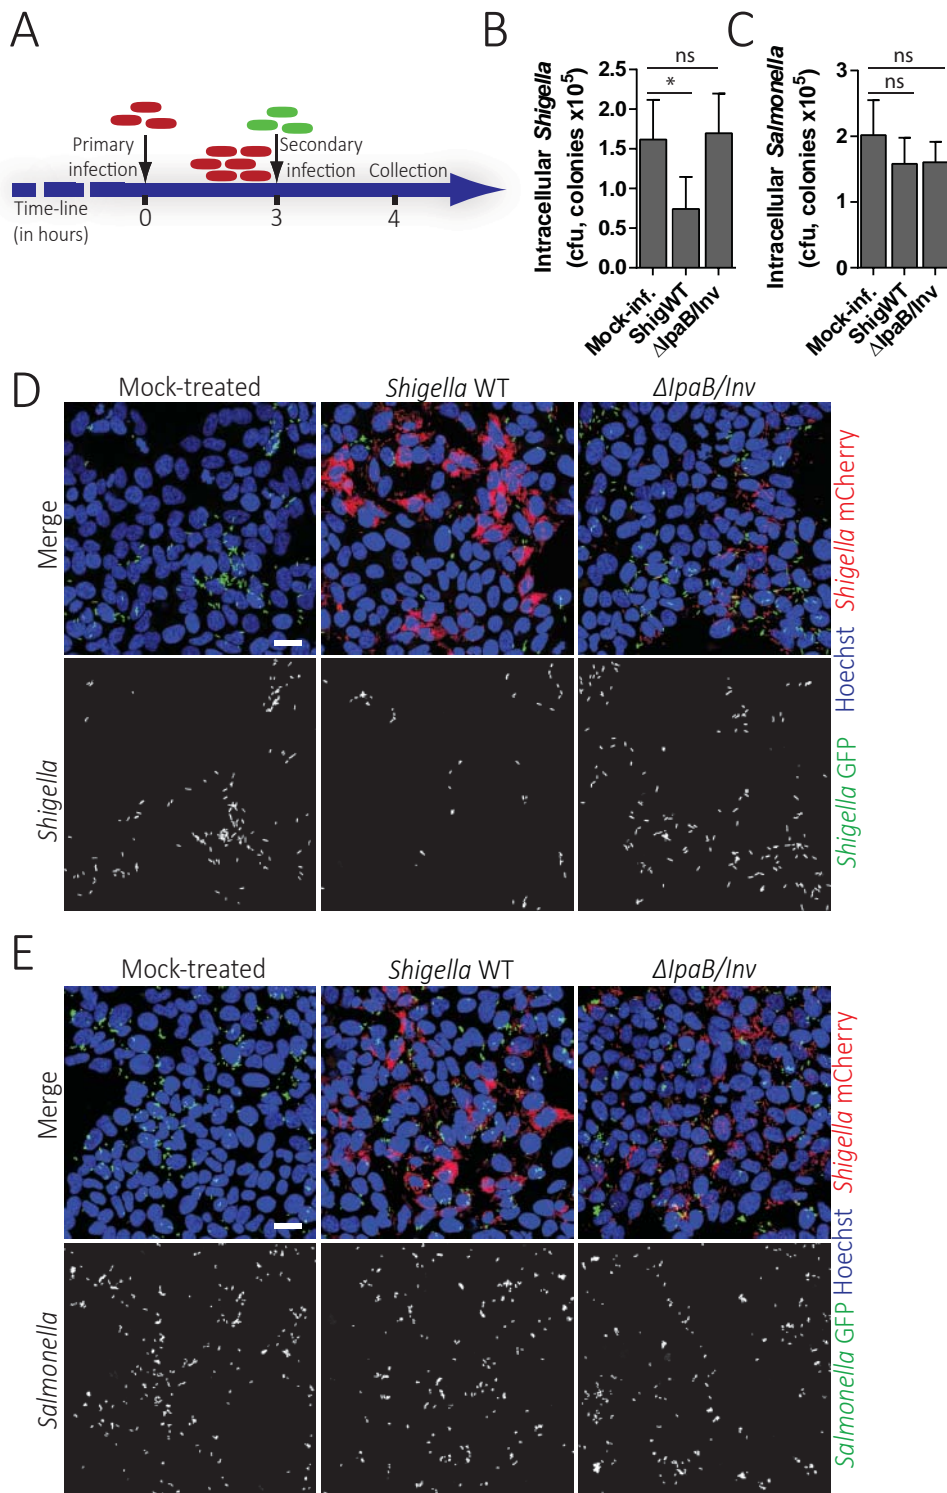 A
Primary
infection
Secondary
infection
Collection
Time-line
(in hours)
0
3
4
B
Intracellular Shigella
(cfu, colonies x10⁵)
2.5
2.0
1.5
1.0
0.5
0.0
ns
*
Mock-inf.
ShigWT
ΔIpaB/Inv
C
Intracellular Salmonella
(cfu, colonies x10⁵)
3
2
1
0
ns
ns
Mock-inf.
ShigWT
ΔIpaB/Inv
D
Mock-treated
Shigella WT
ΔIpaB/Inv
Merge
Shigella
Shigella GFP Hoechst Shigella mCherry
E
Mock-treated
Shigella WT
ΔIpaB/Inv
Merge
Salmonella
Salmonella GFP Hoechst Shigella mCherry